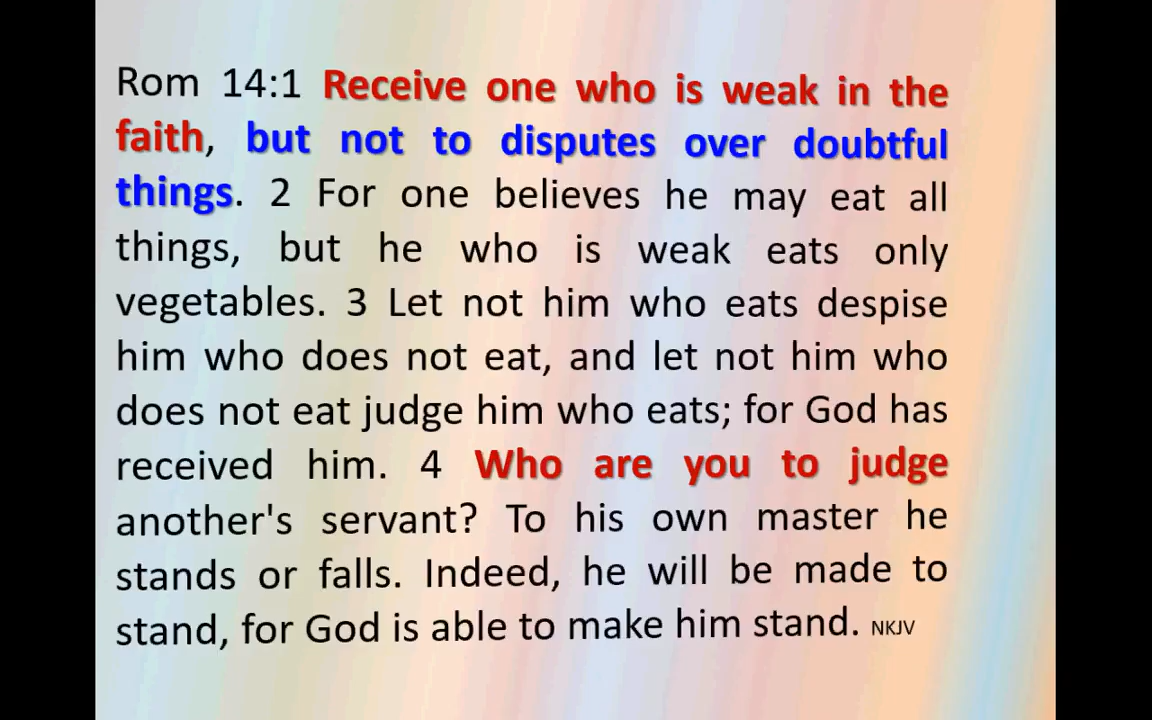 Rom 14:1 Receive one who is weak in the
faith, but not to disputes over doubtful
things. 2 For one believes he may eat all
things, but he who is weak eats only
vegetables. 3 Let not him who eats despise
him who does not eat, and let not him who
does not eat judge him who eats; for God has
received him. 4 Who are you to judge
another's servant? To his own master he
stands or falls. Indeed, he will be made to
stand, for God is able to make him stand. NKJV